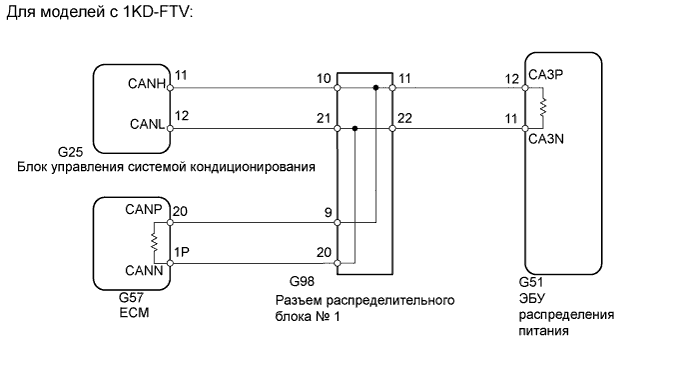 Для моделей с 1KD-FTV:
CANH
11
10
11
12
CA3P
CANL
12
21
22
11
CA3N
G25
Блок управления системой кондиционирования
CANP
20
9
CANN
1P
20
G57
ECM
G98
Разъем распределительного
блока № 1
G51
ЭБУ
распределения
питания